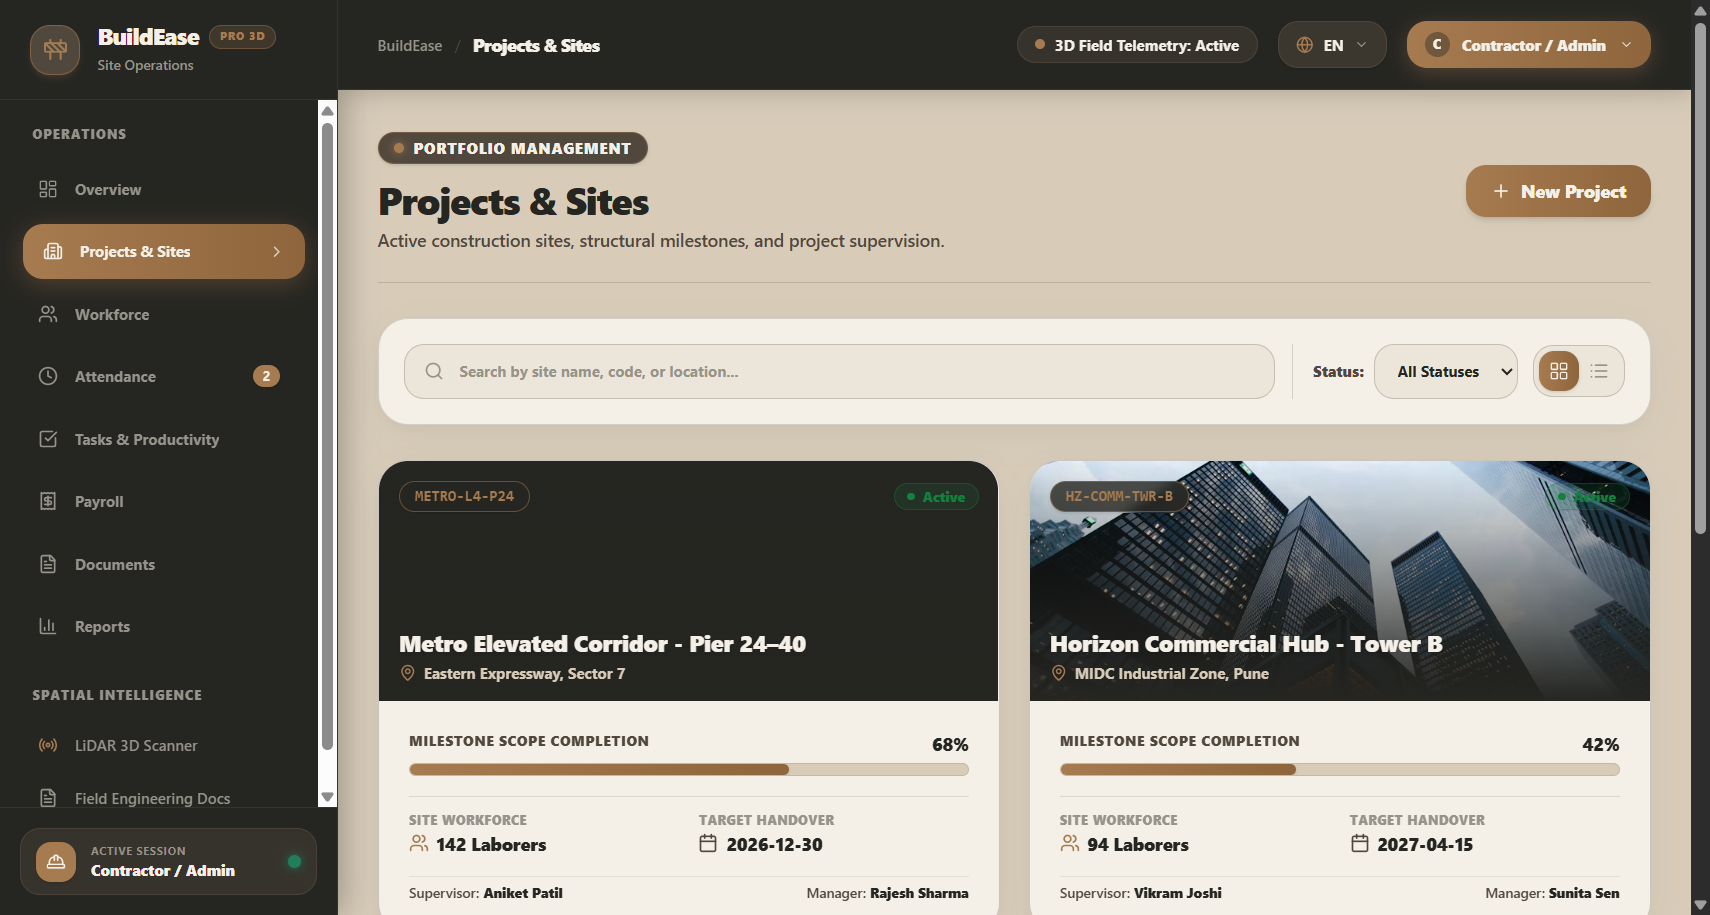 BuildEase PRO 3D
Site Operations
OPERATIONS
Overview
Projects & Sites
Workforce
Attendance 2
Tasks & Productivity
Payroll
Documents
Reports
SPATIAL INTELLIGENCE
LiDAR 3D Scanner
Field Engineering Docs
ACTIVE SESSION
Contractor / Admin
BuildEase / Projects & Sites
3D Field Telemetry: Active
EN
C Contractor / Admin
PORTFOLIO MANAGEMENT
Projects & Sites
Active construction sites, structural milestones, and project supervision.
+ New Project
Search by site name, code, or location...
Status: All Statuses
METRO-L4-P24
Active
Metro Elevated Corridor - Pier 24–40
Eastern Expressway, Sector 7
MILESTONE SCOPE COMPLETION 68%
SITE WORKFORCE
142 Laborers
TARGET HANDOVER
2026-12-30
Supervisor: Aniket Patil
Manager: Rajesh Sharma
HZ-COMM-TWR-B
Active
Horizon Commercial Hub - Tower B
MIDC Industrial Zone, Pune
MILESTONE SCOPE COMPLETION 42%
SITE WORKFORCE
94 Laborers
TARGET HANDOVER
2027-04-15
Supervisor: Vikram Joshi
Manager: Sunita Sen